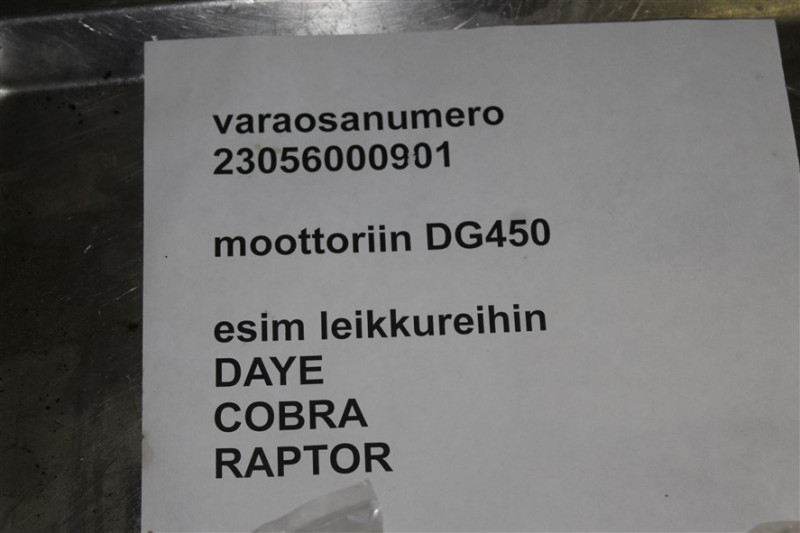 varaosanumero
23056000901
moottoriin DG450
esim leikkureihin
DAYE
COBRA
RAPTOR